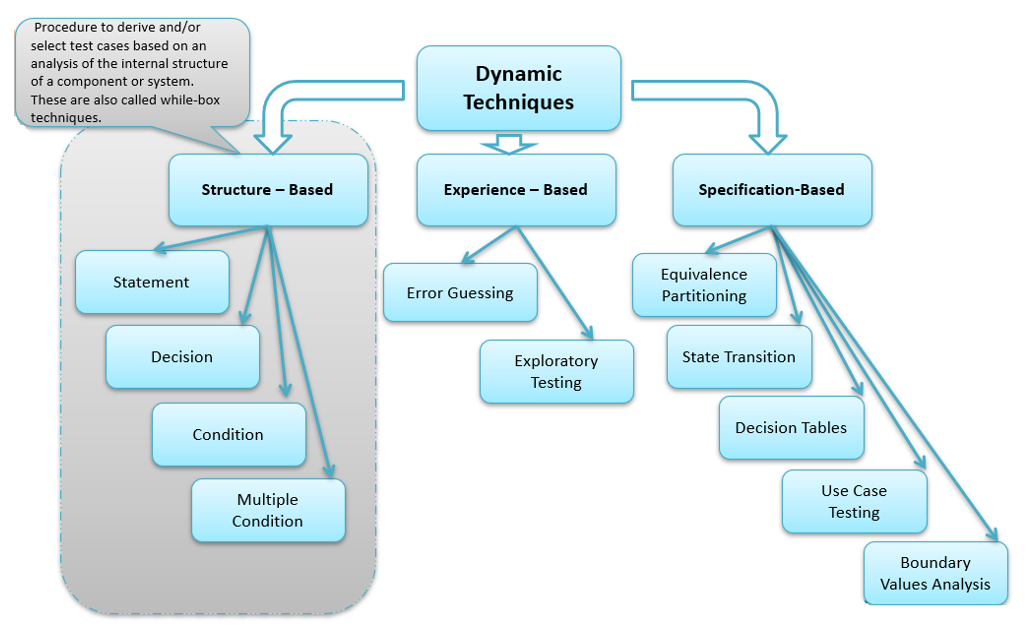 Procedure to derive and/or
select test cases based on an
analysis of the internal structure
of a component or system.
These are also called while-box
techniques.
Dynamic
Techniques
Structure – Based
Experience – Based
Specification-Based
Statement
Decision
Condition
Multiple
Condition
Error Guessing
Exploratory
Testing
Equivalence
Partitioning
State Transition
Decision Tables
Use Case
Testing
Boundary
Values Analysis